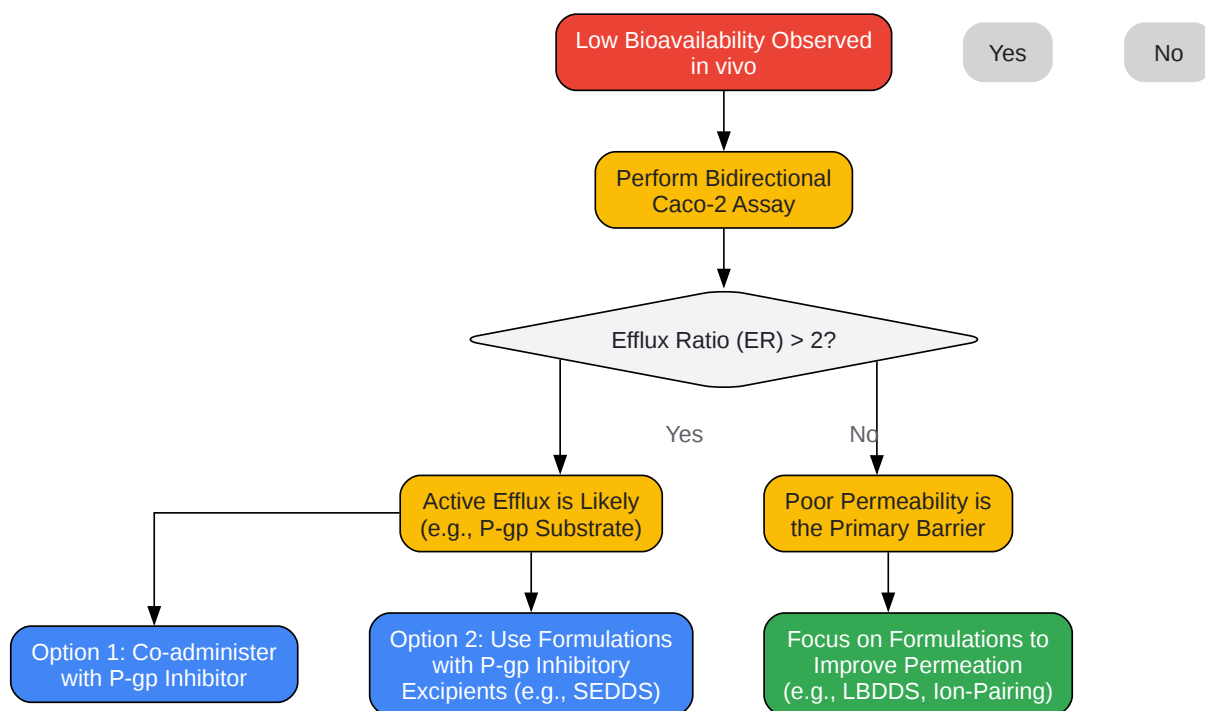 Low Bioavailability Observed
in vivo
Yes
No
Perform Bidirectional
Caco-2 Assay
Efflux Ratio (ER) > 2?
Yes
No
Active Efflux is Likely
(e.g., P-gp Substrate)
Poor Permeability is
the Primary Barrier
Option 1: Co-administer
with P-gp Inhibitor
Option 2: Use Formulations
with P-gp Inhibitory
Excipients (e.g., SEDDS)
Focus on Formulations to
Improve Permeation
(e.g., LBDDS, Ion-Pairing)